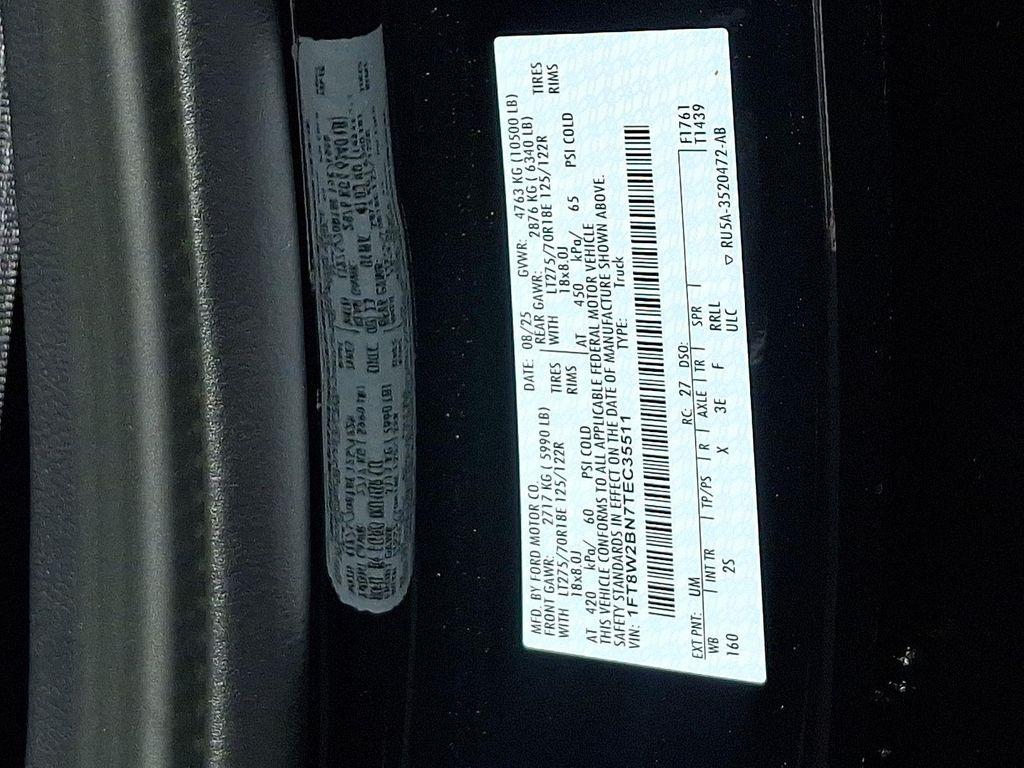 MFD. BY FORD MOTOR CO.
DATE: 08/25 GVWR: 4763 KG (10500 LB)
FRONT GAWR: 2717 KG ( 5990 LB)
REAR GAWR: 2876 KG ( 6340 LB)
WITH LT275/70R18E 125/122R TIRES
WITH LT275/70R18E 125/122R TIRES
18x8.0J RIMS
18x8.0J RIMS
AT 420 kPa/ 60 PSI COLD
AT 450 kPa/ 65 PSI COLD
THIS VEHICLE CONFORMS TO ALL APPLICABLE FEDERAL MOTOR VEHICLE
SAFETY STANDARDS IN EFFECT ON THE DATE OF MANUFACTURE SHOWN ABOVE.
VIN: 1FT8W2BN7TEC35511
TYPE: Truck
EXT PNT: UM RC: 27 DSO: F1761
WB INT TR TP/PS R AXLE TR SPR T1439
160 2S X 3E F RRLL
ULC ▽ RU5A-3520472-AB